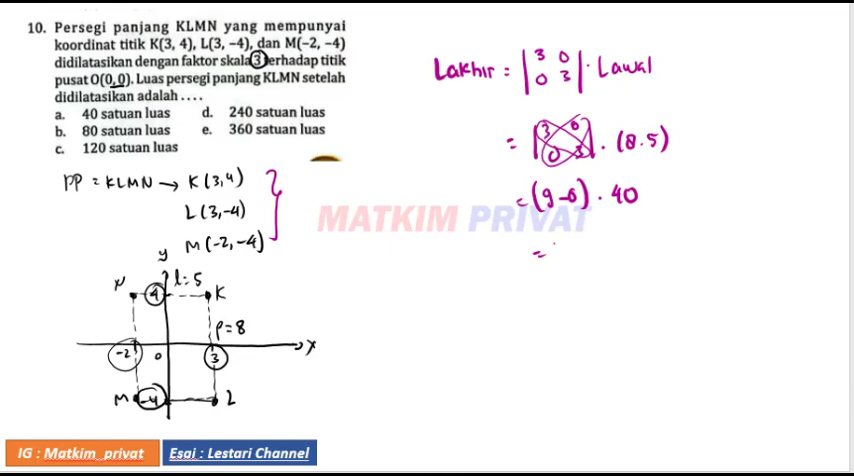 10. Persegi panjang KLMN yang mempunyai
koordinat titik K(3, 4), L(3, −4), dan M(−2, −4)
didilatasikan dengan faktor skala 3 terhadap titik
pusat O(0, 0). Luas persegi panjang KLMN setelah
didilatasikan adalah . . . .
a. 40 satuan luas d. 240 satuan luas
b. 80 satuan luas e. 360 satuan luas
c. 120 satuan luas
PP = KLMN → K(3,4)
L(3,-4)
M(-2,-4)
Lakhir = |3 0 0 3| . Lawal
= |3 0 0 3| . (8.5)
= (9-0) . 40
=
MATKIM PRIVAT
y
N 4 l=5 K
p=8
-2 0 3 x
M -4 L
IG : Matkim_privat Esai : Lestari Channel